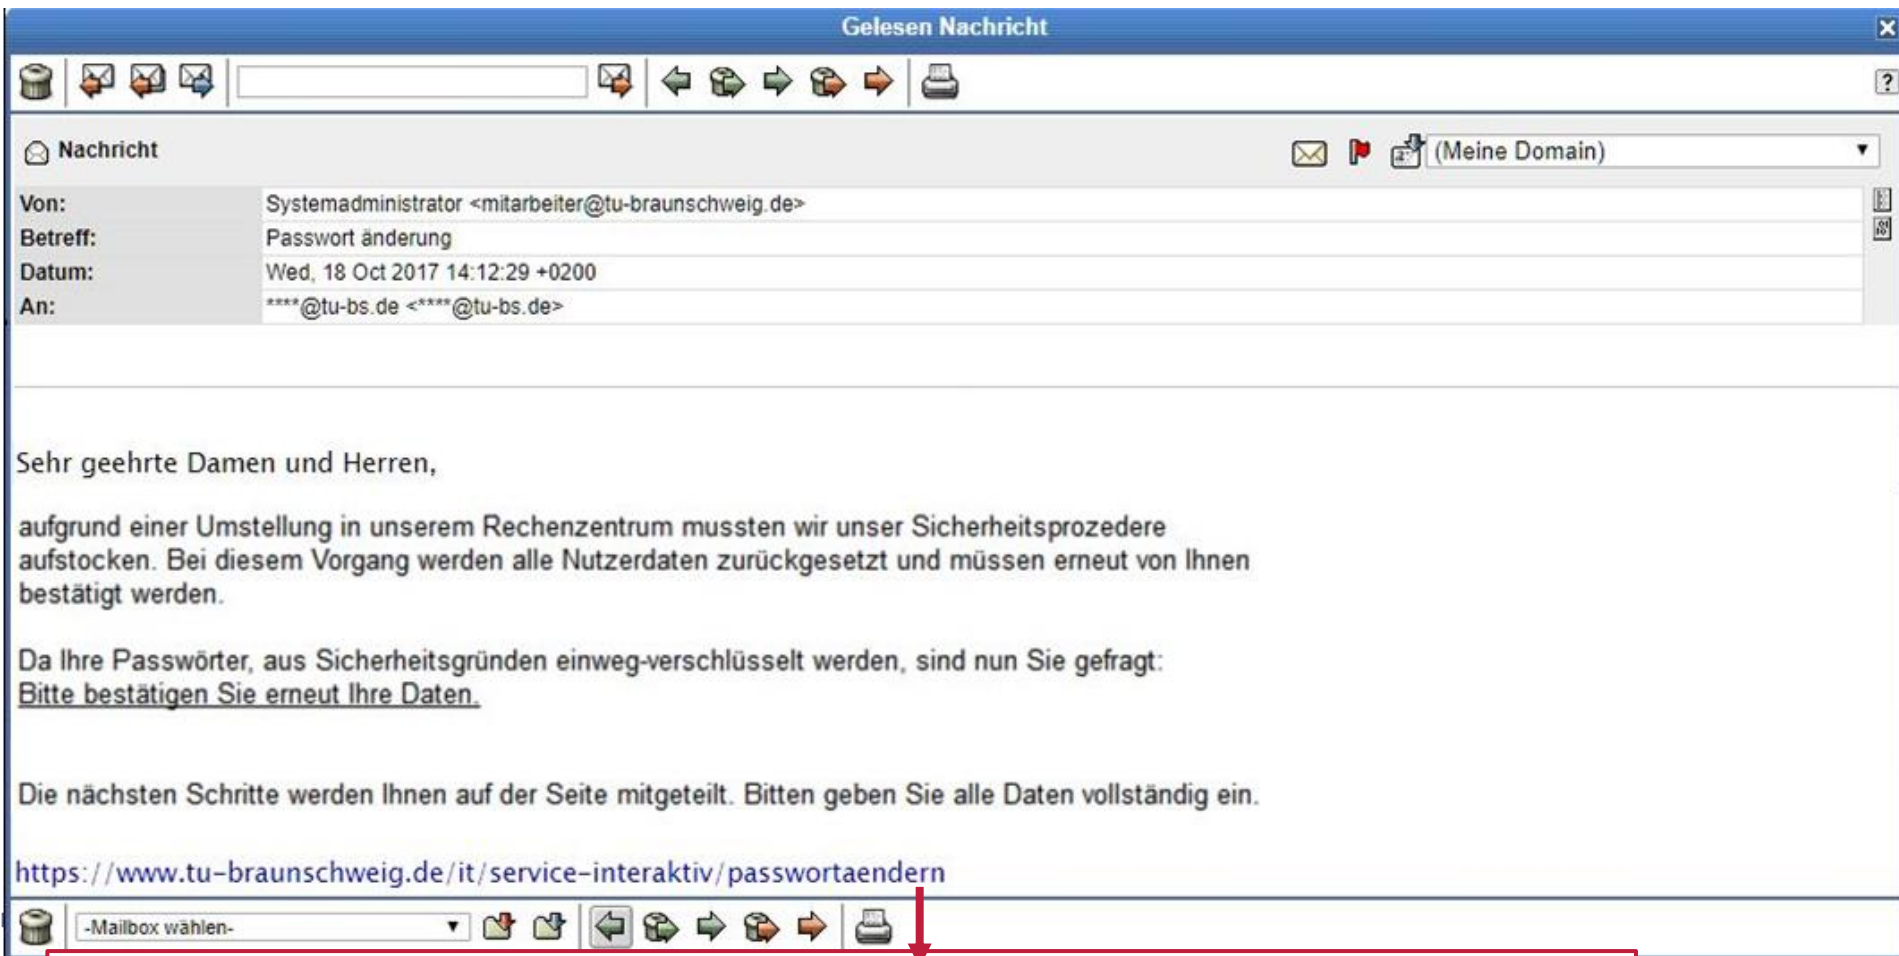 Gelesen Nachricht
Nachricht
(Meine Domain)
Von: Systemadministrator <mitarbeiter@tu-braunschweig.de>
Betreff: Passwort änderung
Datum: Wed, 18 Oct 2017 14:12:29 +0200
An: ****@tu-bs.de <****@tu-bs.de>
Sehr geehrte Damen und Herren,
aufgrund einer Umstellung in unserem Rechenzentrum mussten wir unser Sicherheitsprozedere
aufstocken. Bei diesem Vorgang werden alle Nutzerdaten zurückgesetzt und müssen erneut von Ihnen
bestätigt werden.
Da Ihre Passwörter, aus Sicherheitsgründen einweg-verschlüsselt werden, sind nun Sie gefragt:
Bitte bestätigen Sie erneut Ihre Daten.
Die nächsten Schritte werden Ihnen auf der Seite mitgeteilt. Bitten geben Sie alle Daten vollständig ein.
https://www.tu-braunschweig.de/it/service-interaktiv/passwortaendern
-Mailbox wählen-